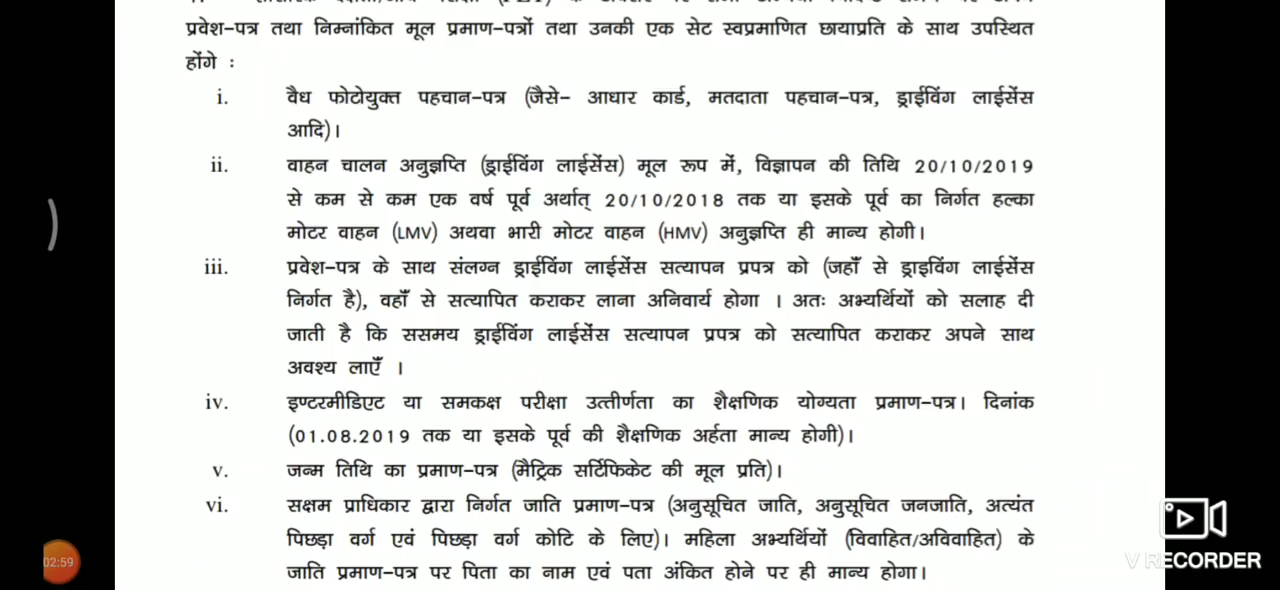 प्रवेश-पत्र तथा निम्नांकित मूल प्रमाण-पत्रों तथा उनकी एक सेट स्वप्रमाणित छायाप्रति के साथ उपस्थित
होंगे :
i. वैध फोटोयुक्त पहचान-पत्र (जैसे- आधार कार्ड, मतदाता पहचान-पत्र, ड्राईविंग लाईसेंस
आदि)।
ii. वाहन चालन अनुज्ञप्ति (ड्राईविंग लाईसेंस) मूल रूप में, विज्ञापन की तिथि 20/10/2019
से कम से कम एक वर्ष पूर्व अर्थात् 20/10/2018 तक या इसके पूर्व का निर्गत हल्का
मोटर वाहन (LMV) अथवा भारी मोटर वाहन (HMV) अनुज्ञप्ति ही मान्य होगी।
iii. प्रवेश-पत्र के साथ संलग्न ड्राईविंग लाईसेंस सत्यापन प्रपत्र को (जहाँ से ड्राइविंग लाईसेंस
निर्गत है), वहाँ से सत्यापित कराकर लाना अनिवार्य होगा । अतः अभ्यर्थियों को सलाह दी
जाती है कि ससमय ड्राईविंग लाईसेंस सत्यापन प्रपत्र को सत्यापित कराकर अपने साथ
अवश्य लाएँ ।
iv. इण्टरमीडिएट या समकक्ष परीक्षा उत्तीर्णता का शैक्षणिक योग्यता प्रमाण-पत्र। दिनांक
(01.08.2019 तक या इसके पूर्व की शैक्षणिक अर्हता मान्य होगी)।
v. जन्म तिथि का प्रमाण-पत्र (मैट्रिक सर्टिफिकेट की मूल प्रति)।
vi. सक्षम प्राधिकार द्वारा निर्गत जाति प्रमाण-पत्र (अनुसूचित जाति, अनुसूचित जनजाति, अत्यंत
पिछड़ा वर्ग एवं पिछड़ा वर्ग कोटि के लिए)। महिला अभ्यर्थियों (विवाहित/अविवाहित) के
जाति प्रमाण-पत्र पर पिता का नाम एवं पता अंकित होने पर ही मान्य होगा।
02:59
V RECORDER